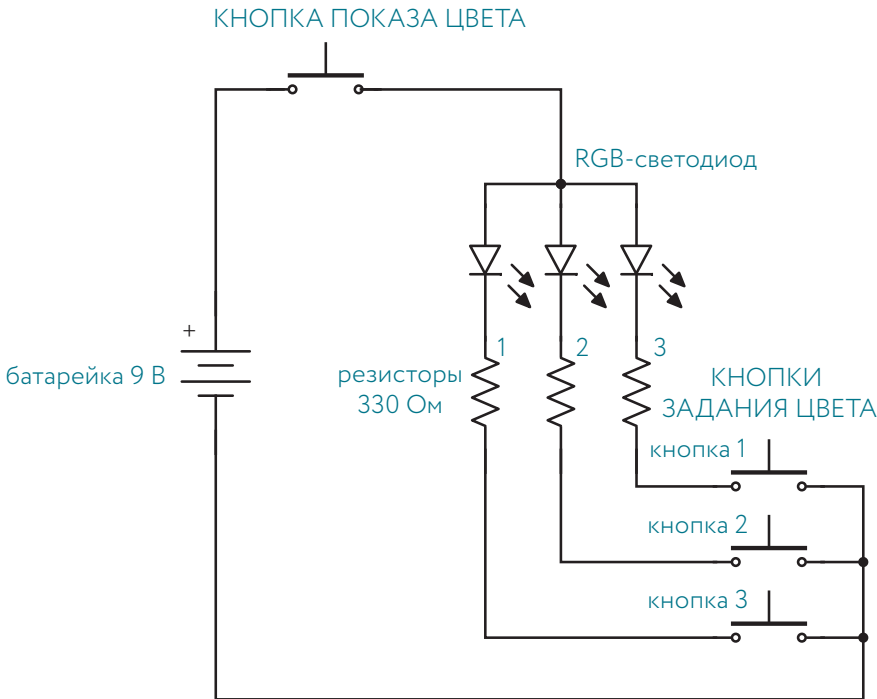 КНОПКА ПОКАЗА ЦВЕТА
RGB-светодиод
+
батарейка 9 В
1
2
3
резисторы
330 Ом
КНОПКИ
ЗАДАНИЯ ЦВЕТА
кнопка 1
кнопка 2
кнопка 3